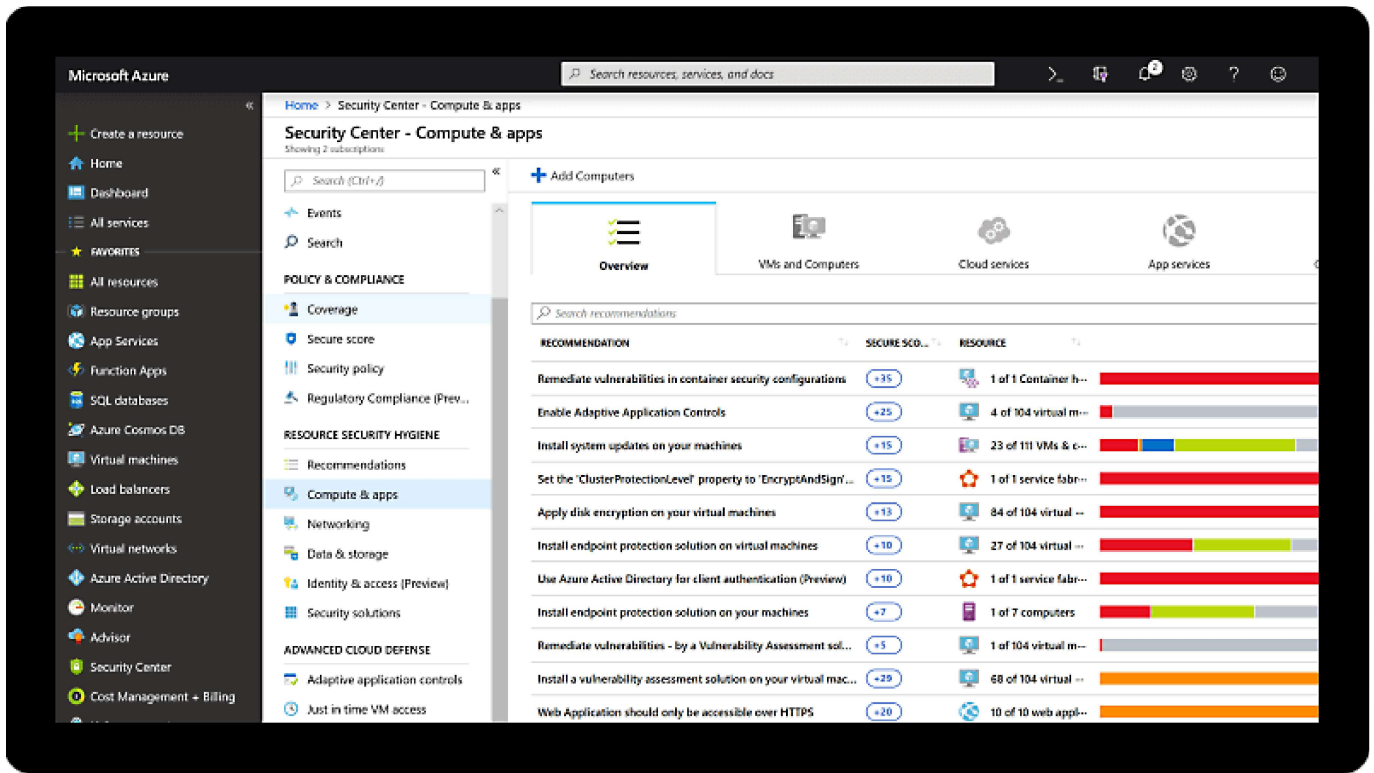 Microsoft Azure
Search resources, services, and docs
2
Create a resource
Home
Dashboard
All services
FAVORITES
All resources
Resource groups
App Services
Function Apps
SQL databases
Azure Cosmos DB
Virtual machines
Load balancers
Storage accounts
Virtual networks
Azure Active Directory
Monitor
Advisor
Security Center
Cost Management + Billing
Home > Security Center - Compute & apps
Security Center - Compute & apps
Showing 2 subscriptions
Search (Ctrl+/)
Events
Search
POLICY & COMPLIANCE
Coverage
Secure score
Security policy
Regulatory Compliance (Prev...
RESOURCE SECURITY HYGIENE
Recommendations
Compute & apps
Networking
Data & storage
Identity & access (Preview)
Security solutions
ADVANCED CLOUD DEFENSE
Adaptive application controls
Just in time VM access
Add Computers
Overview
VMs and Computers
Cloud services
App services
Search recommendations
RECOMMENDATION SECURE SCO... RESOURCE
Remediate vulnerabilities in container security configurations +35 1 of 1 Container h...
Enable Adaptive Application Controls +25 4 of 104 virtual m...
Install system updates on your machines +15 23 of 111 VMs & c...
Set the 'ClusterProtectionLevel' property to 'EncryptAndSign'... +15 1 of 1 service fabr...
Apply disk encryption on your virtual machines +13 84 of 104 virtual ...
Install endpoint protection solution on virtual machines +10 27 of 104 virtual ...
Use Azure Active Directory for client authentication (Preview) +10 1 of 1 service fabr...
Install endpoint protection solution on your machines +7 1 of 7 computers
Remediate vulnerabilities - by a Vulnerability Assessment sol... +5 1 of 104 virtual m...
Install a vulnerability assessment solution on your virtual mac... +29 68 of 104 virtual ...
Web Application should only be accessible over HTTPS +20 10 of 10 web appl...